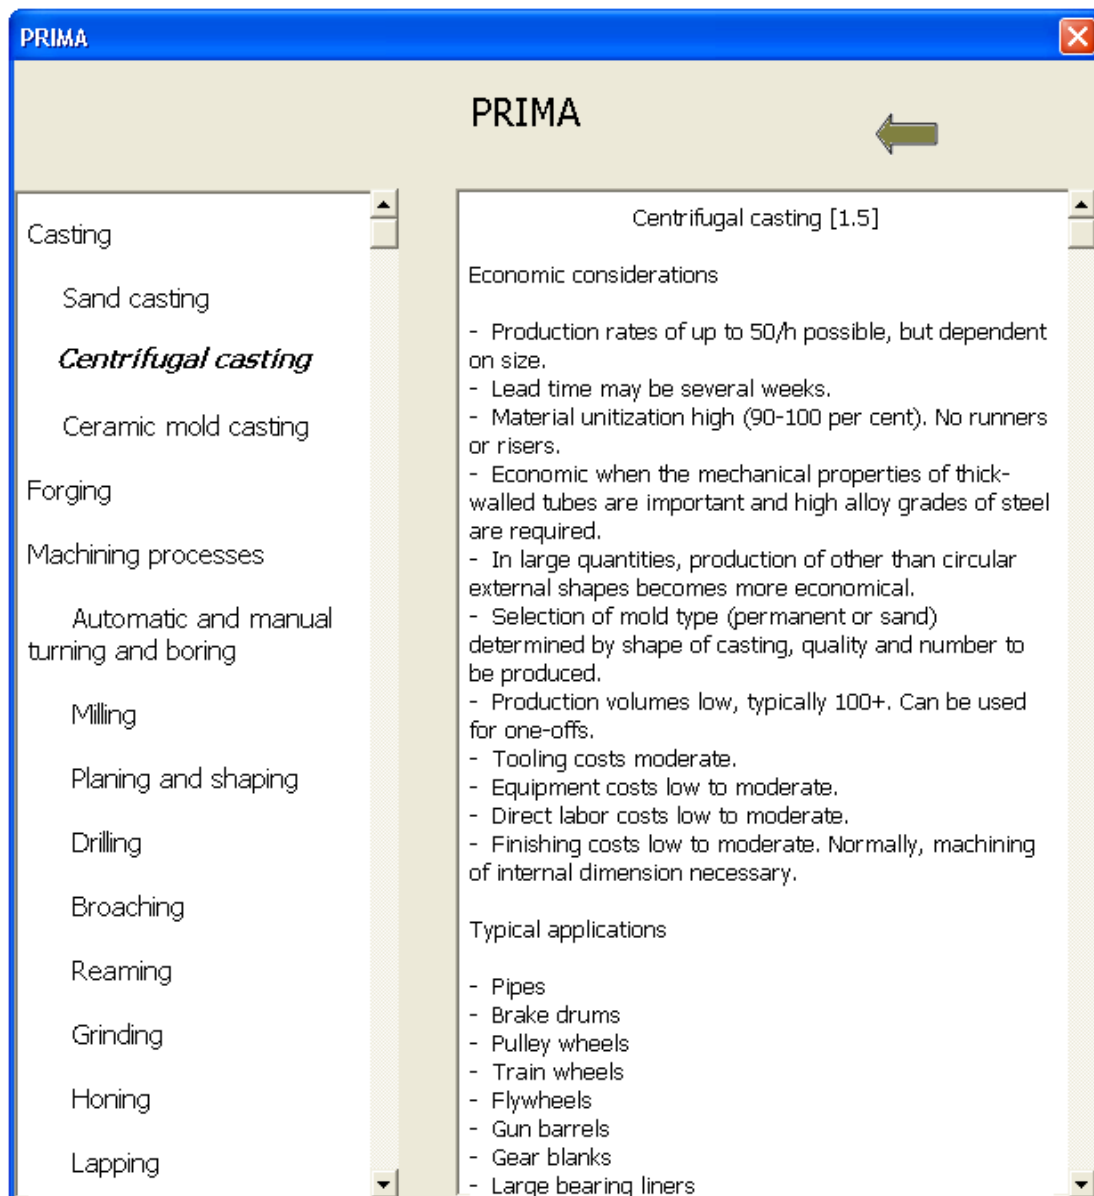 PRIMA
PRIMA
Casting
Sand casting
Centrifugal casting
Ceramic mold casting
Forging
Machining processes
Automatic and manual
turning and boring
Milling
Planing and shaping
Drilling
Broaching
Reaming
Grinding
Honing
Lapping
Centrifugal casting [1.5]
Economic considerations
- Production rates of up to 50/h possible, but dependent
on size.
- Lead time may be several weeks.
- Material unitization high (90-100 per cent). No runners
or risers.
- Economic when the mechanical properties of thick-
walled tubes are important and high alloy grades of steel
are required.
- In large quantities, production of other than circular
external shapes becomes more economical.
- Selection of mold type (permanent or sand)
determined by shape of casting, quality and number to
be produced.
- Production volumes low, typically 100+. Can be used
for one-offs.
- Tooling costs moderate.
- Equipment costs low to moderate.
- Direct labor costs low to moderate.
- Finishing costs low to moderate. Normally, machining
of internal dimension necessary.
Typical applications
- Pipes
- Brake drums
- Pulley wheels
- Train wheels
- Flywheels
- Gun barrels
- Gear blanks
- Large bearing liners